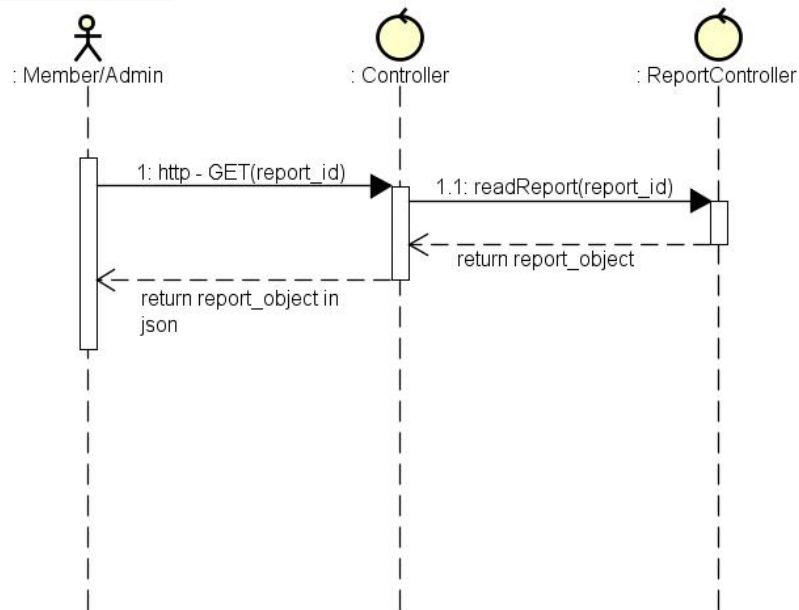 : Member/Admin
: Controller
: ReportController
1: http - GET(report_id)
1.1: readReport(report_id)
return report_object
return report_object in
json